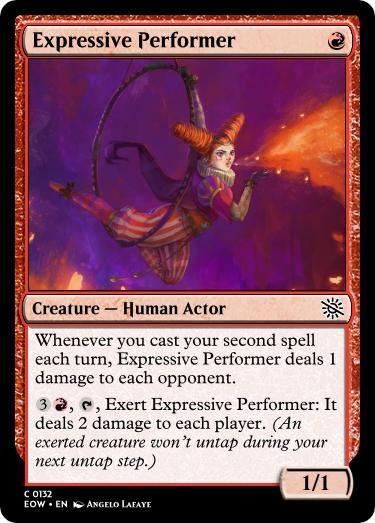 Expressive Performer
Creature — Human Actor
Whenever you cast your second spell
each turn, Expressive Performer deals 1
damage to each opponent.
3, , Exert Expressive Performer: It
deals 2 damage to each player. (An
exerted creature won't untap during your
next untap step.)
1/1
C 0132
EOW • EN Angelo Lafaye